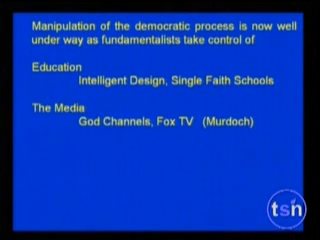 Manipulation of the democratic process is now well
under way as fundamentalists take control of
Education
Intelligent Design, Single Faith Schools
The Media
God Channels, Fox TV (Murdoch)
tsn